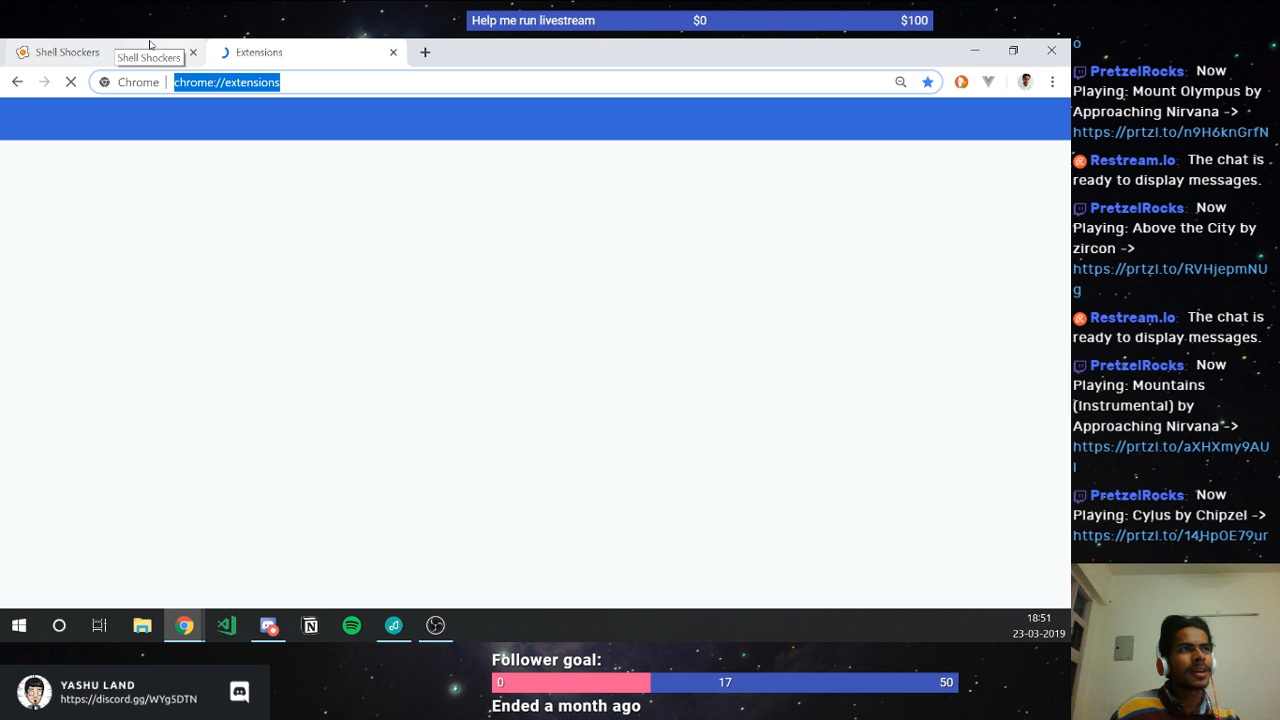 Help me run livestream $0 $100
Shell Shockers
Extensions
Shell Shockers
Chrome
chrome://extensions
o
PretzelRocks: Now
Playing: Mount Olympus by
Approaching Nirvana ->
https://prtzl.to/n9H6knGrfN
Restream.io: The chat is
ready to display messages.
PretzelRocks: Now
Playing: Above the City by
zircon ->
https://prtzl.to/RVHjepmNU
g
Restream.io: The chat is
ready to display messages.
PretzelRocks: Now
Playing: Mountains
(Instrumental) by
Approaching Nirvana ->
https://prtzl.to/aXHXmy9AU
l
PretzelRocks: Now
Playing: Cylus by Chipzel ->
https://prtzl.to/14HpOE79ur
18:51
23-03-2019
YASHU LAND
https://discord.gg/WYg5DTN
Follower goal:
0 17 50
Ended a month ago